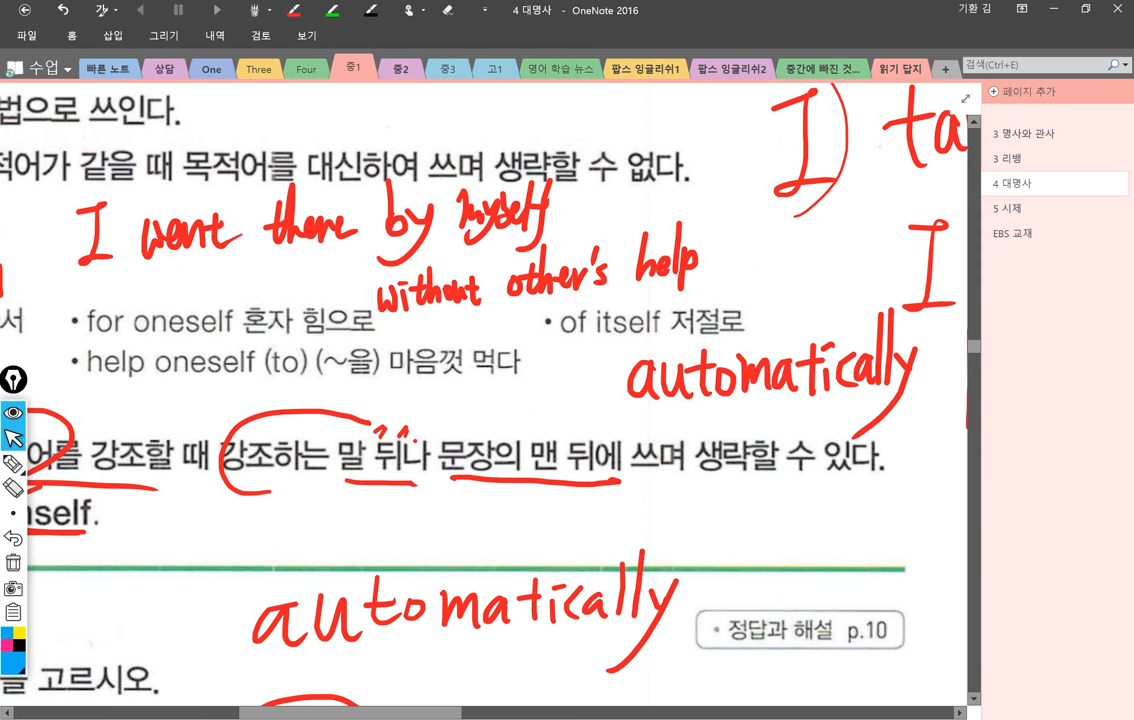 4 대명사 - OneNote 2016
기환 김
파일 홈 삽입 그리기 내역 검토 보기
수업 빠른 노트 상담 One Three Four 중1 중2 중3 고1 영어 학습 뉴스 팝스 잉글리쉬1 팝스 잉글리쉬2 중간에 빠진 것... 읽기 답지 + 검색(Ctrl+E)
페이지 추가
3 명사와 관사
3 리뱅
4 대명사
5 시제
EBS 교재
법으로 쓰인다.
I ta
적어가 같을 때 목적어를 대신하여 쓰며 생략할 수 없다.
I went there by myself
I
without other's help
서 • for oneself 혼자 힘으로 • of itself 저절로
• help oneself (to) (~을) 마음껏 먹다
automatically
어를 강조할 때 강조하는 말 뒤나 문장의 맨 뒤에 쓰며 생략할 수 있다.
self.
automatically
• 정답과 해설 p.10
를 고르시오.